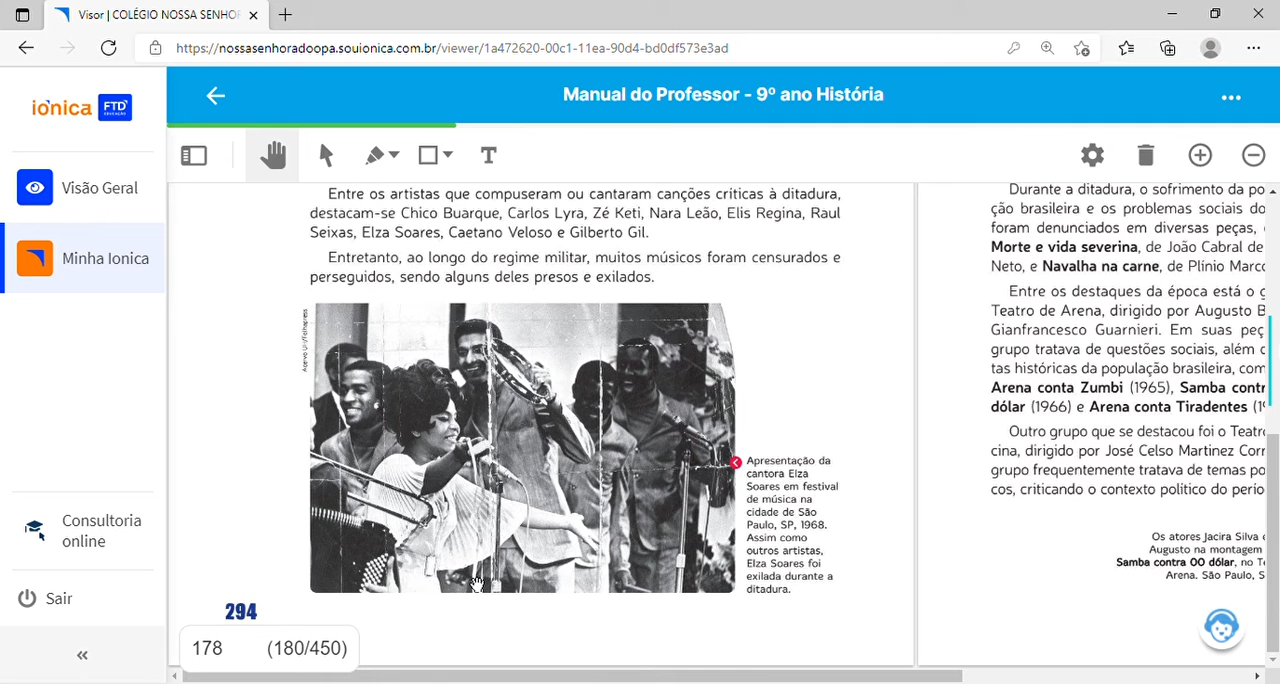 Visor | COLÉGIO NOSSA SENHOR
https://nossasenhoradoopa.souionica.com.br/viewer/1a472620-00c1-11ea-90d4-bd0df573e3ad
iônica FTD
EDUCAÇÃO
Manual do Professor - 9º ano História
Visão Geral
Minha Ionica
Consultoria
online
Sair
«
T
Entre os artistas que compuseram ou cantaram canções críticas à ditadura,
destacam-se Chico Buarque, Carlos Lyra, Zé Keti, Nara Leão, Elis Regina, Raul
Seixas, Elza Soares, Caetano Veloso e Gilberto Gil.
Entretanto, ao longo do regime militar, muitos músicos foram censurados e
perseguidos, sendo alguns deles presos e exilados.
Acervo UH/Folhapress
Apresentação da
cantora Elza
Soares em festival
de música na
cidade de São
Paulo, SP, 1968.
Assim como
outros artistas,
Elza Soares foi
exilada durante a
ditadura.
294
178 (180/450)
Durante a ditadura, o sofrimento da po
ção brasileira e os problemas sociais do
foram denunciados em diversas peças,
Morte e vida severina, de João Cabral de
Neto, e Navalha na carne, de Plínio Marco
Entre os destaques da época está o g
Teatro de Arena, dirigido por Augusto B
Gianfrancesco Guarnieri. Em suas peç
grupo tratava de questões sociais, além d
tas históricas da população brasileira, com
Arena conta Zumbi (1965), Samba contr
dólar (1966) e Arena conta Tiradentes (1
Outro grupo que se destacou foi o Teatro
cina, dirigido por José Celso Martinez Corr
grupo frequentemente tratava de temas po
cos, criticando o contexto político do perío
Os atores Jacira Silva e
Augusto na montagem
Samba contra 00 dólar, no Te
Arena. São Paulo, S